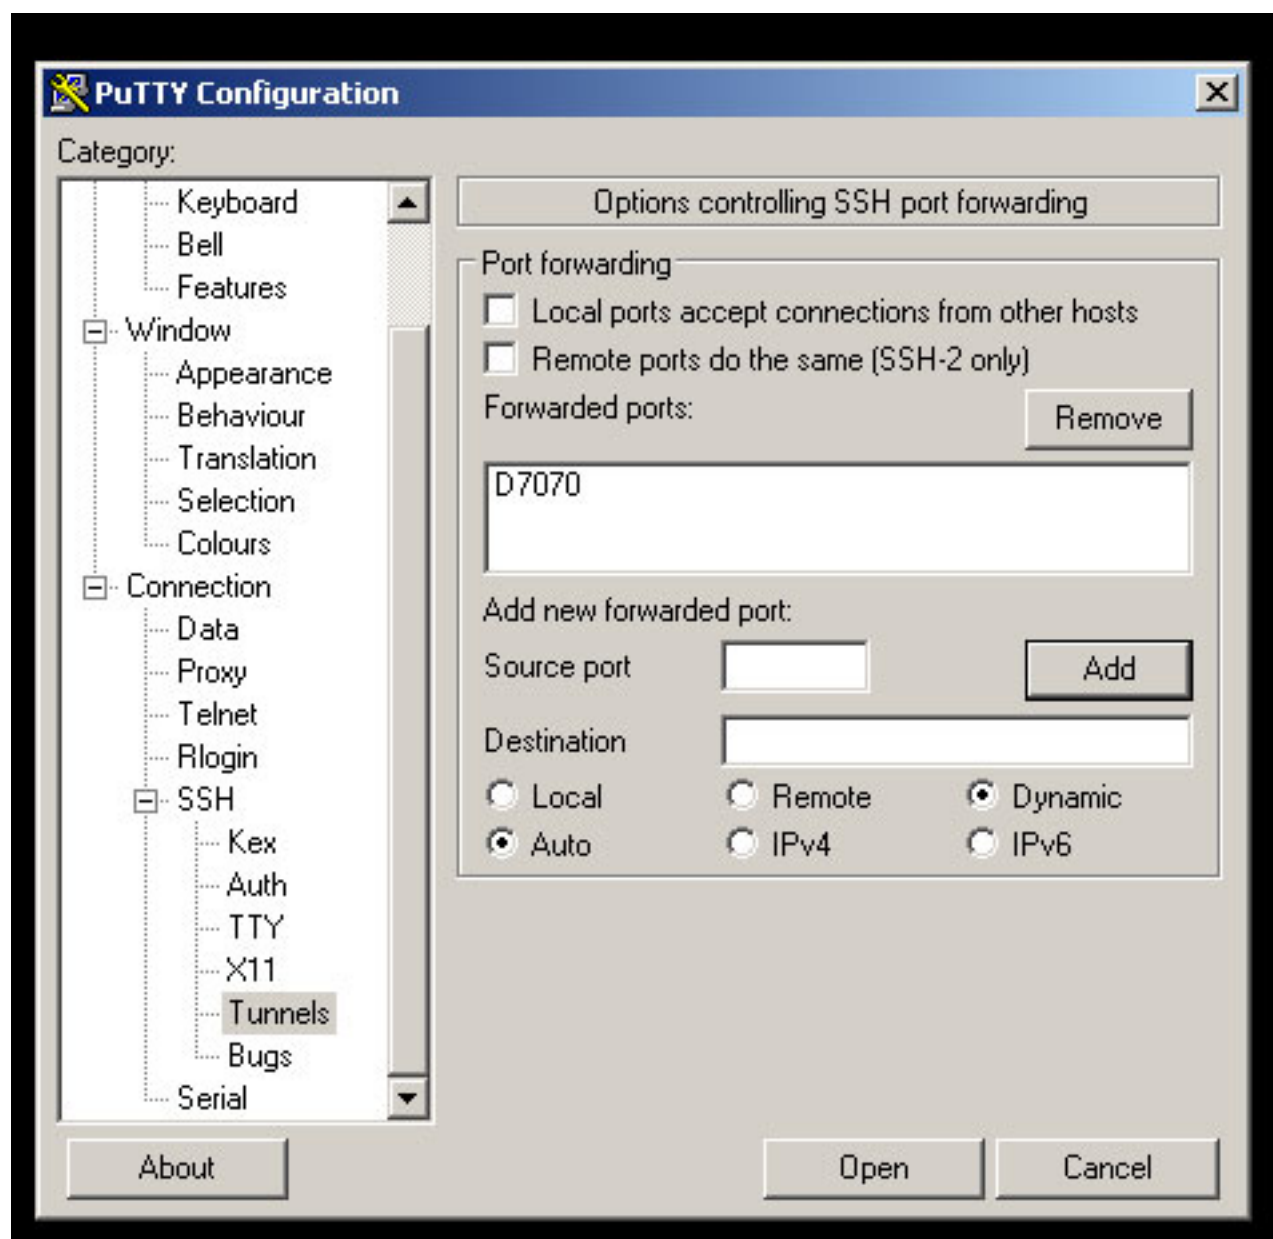 PuTTY Configuration
Category:
Keyboard
Bell
Features
Window
Appearance
Behaviour
Translation
Selection
Colours
Connection
Data
Proxy
Telnet
Rlogin
SSH
Kex
Auth
TTY
X11
Tunnels
Bugs
Serial
Options controlling SSH port forwarding
Port forwarding
Local ports accept connections from other hosts
Remote ports do the same (SSH-2 only)
Forwarded ports:
Remove
D7070
Add new forwarded port:
Source port
Add
Destination
Local Remote Dynamic
Auto IPv4 IPv6
About Open Cancel